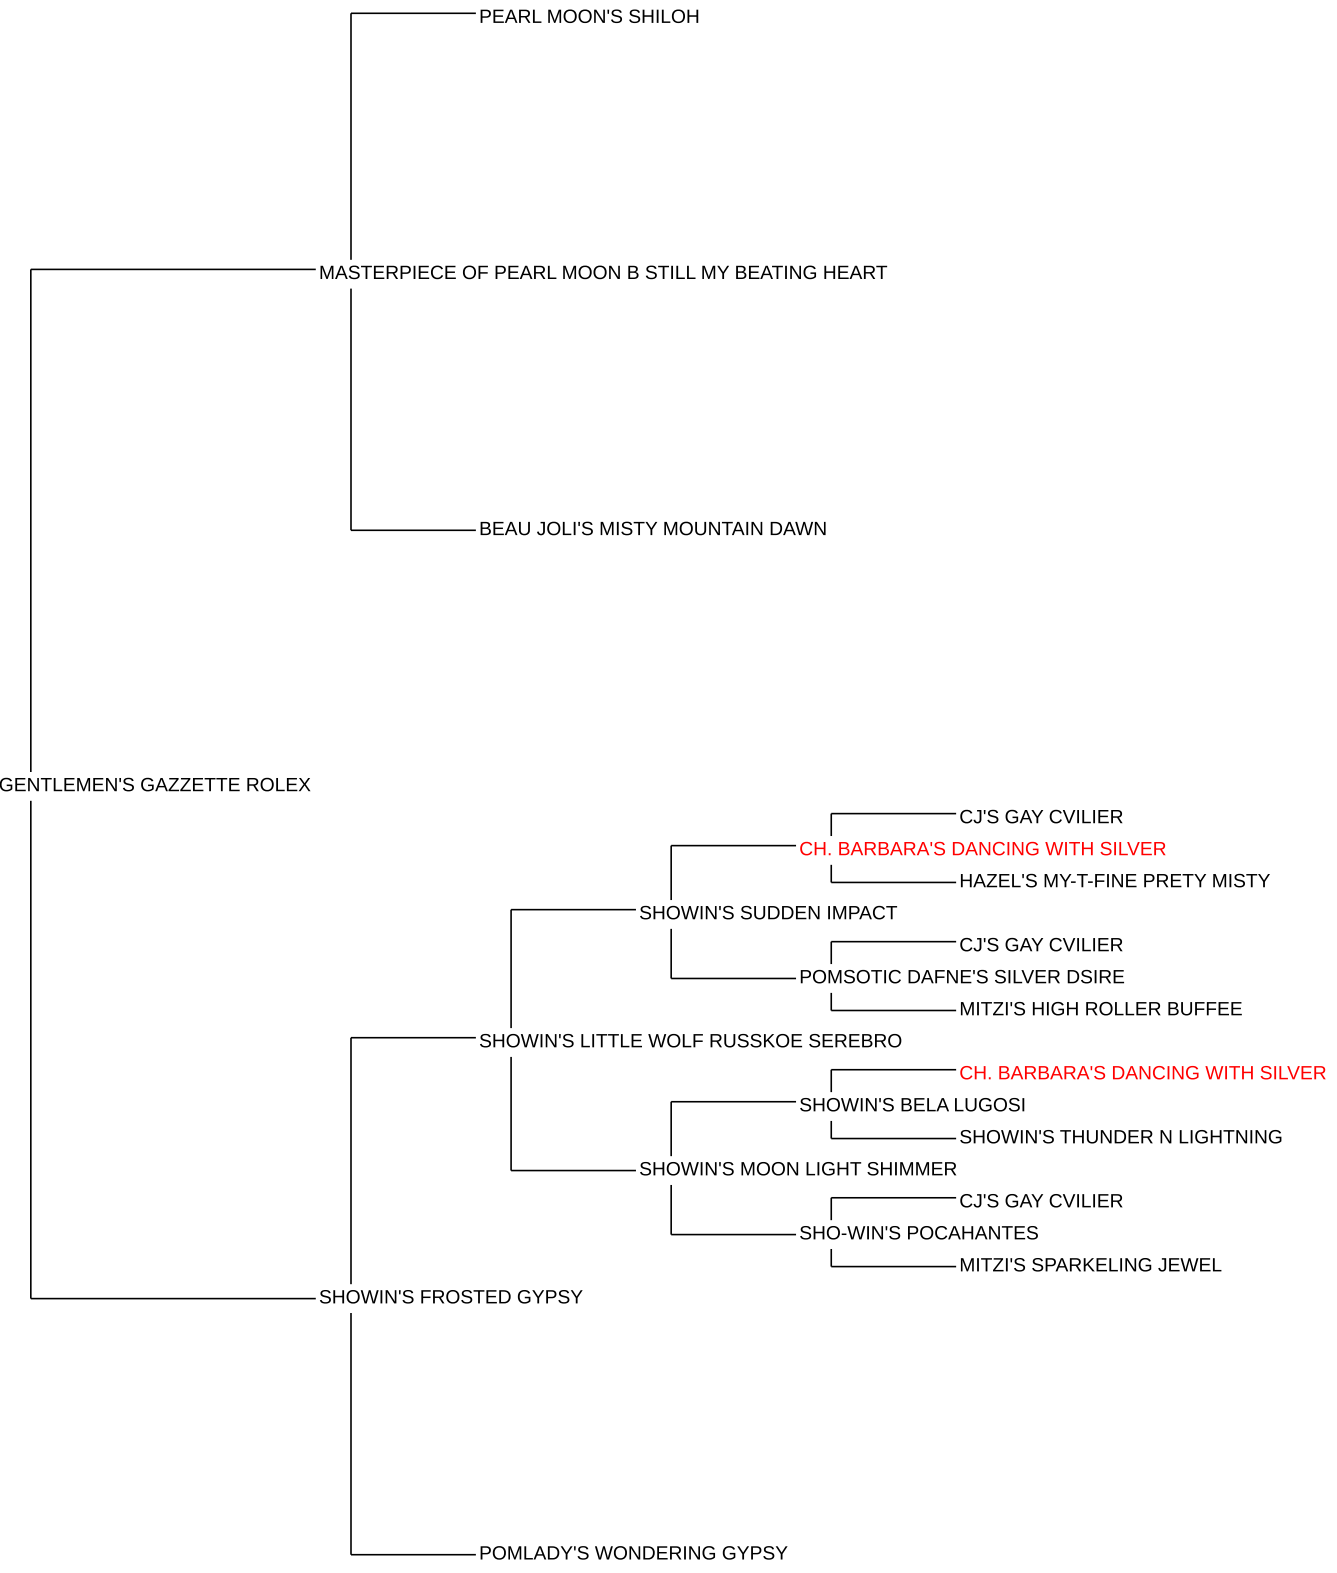 PEARL MOON'S SHILOH
MASTERPIECE OF PEARL MOON B STILL MY BEATING HEART
BEAU JOLI'S MISTY MOUNTAIN DAWN
GENTLEMEN'S GAZZETTE ROLEX
CJ'S GAY CVILIER
CH. BARBARA'S DANCING WITH SILVER
HAZEL'S MY-T-FINE PRETY MISTY
SHOWIN'S SUDDEN IMPACT
CJ'S GAY CVILIER
POMSOTIC DAFNE'S SILVER DSIRE
MITZI'S HIGH ROLLER BUFFEE
SHOWIN'S LITTLE WOLF RUSSKOE SEREBRO
CH. BARBARA'S DANCING WITH SILVER
SHOWIN'S BELA LUGOSI
SHOWIN'S THUNDER N LIGHTNING
SHOWIN'S MOON LIGHT SHIMMER
CJ'S GAY CVILIER
SHO-WIN'S POCAHANTES
MITZI'S SPARKELING JEWEL
SHOWIN'S FROSTED GYPSY
POMLADY'S WONDERING GYPSY